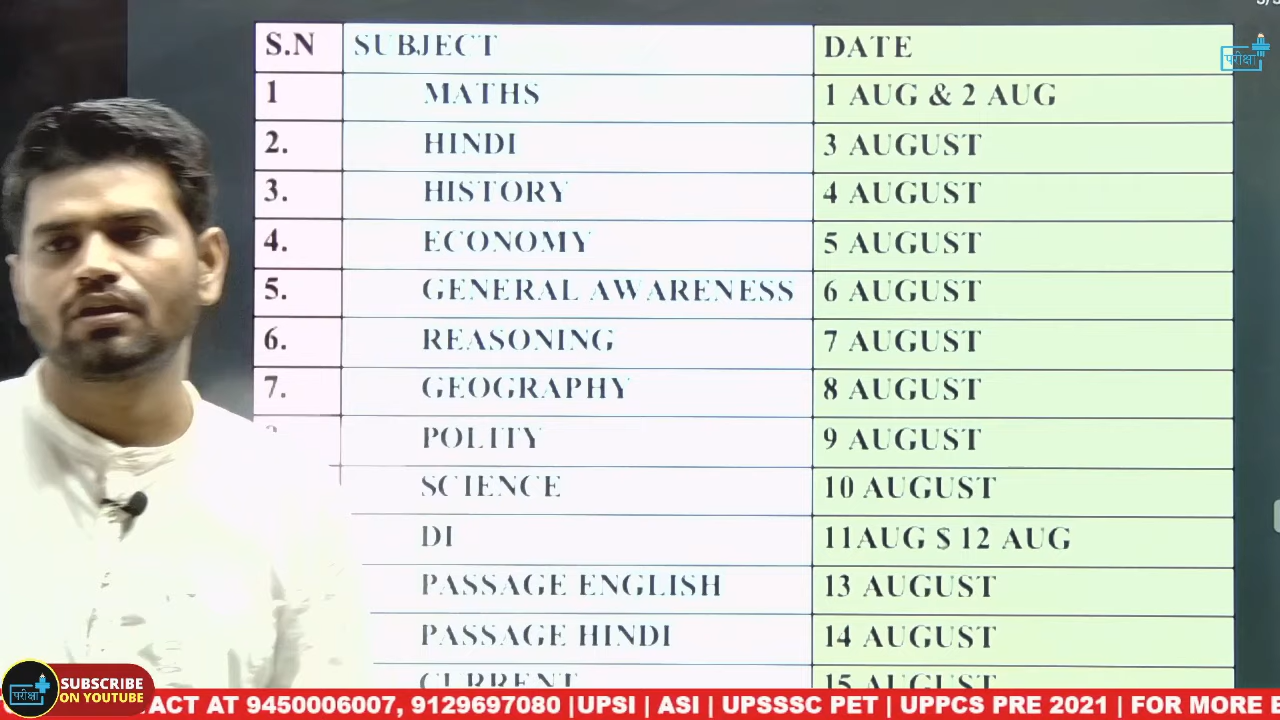 S.N SUBJECT DATE
1 MATHS 1 AUG & 2 AUG
2. HINDI 3 AUGUST
3. HISTORY 4 AUGUST
4. ECONOMY 5 AUGUST
5. GENERAL AWARENESS 6 AUGUST
6. REASONING 7 AUGUST
7. GEOGRAPHY 8 AUGUST
POLITY 9 AUGUST
SCIENCE 10 AUGUST
DI 11AUG S 12 AUG
PASSAGE ENGLISH 13 AUGUST
PASSAGE HINDI 14 AUGUST
CURRENT 15 AUGUST
परीक्षा
परीक्षा
SUBSCRIBE
ON YOUTUBE
AT 9450006007, 9129697080 |UPSI | ASI | UPSSSC PET | UPPCS PRE 2021 | FOR MORE